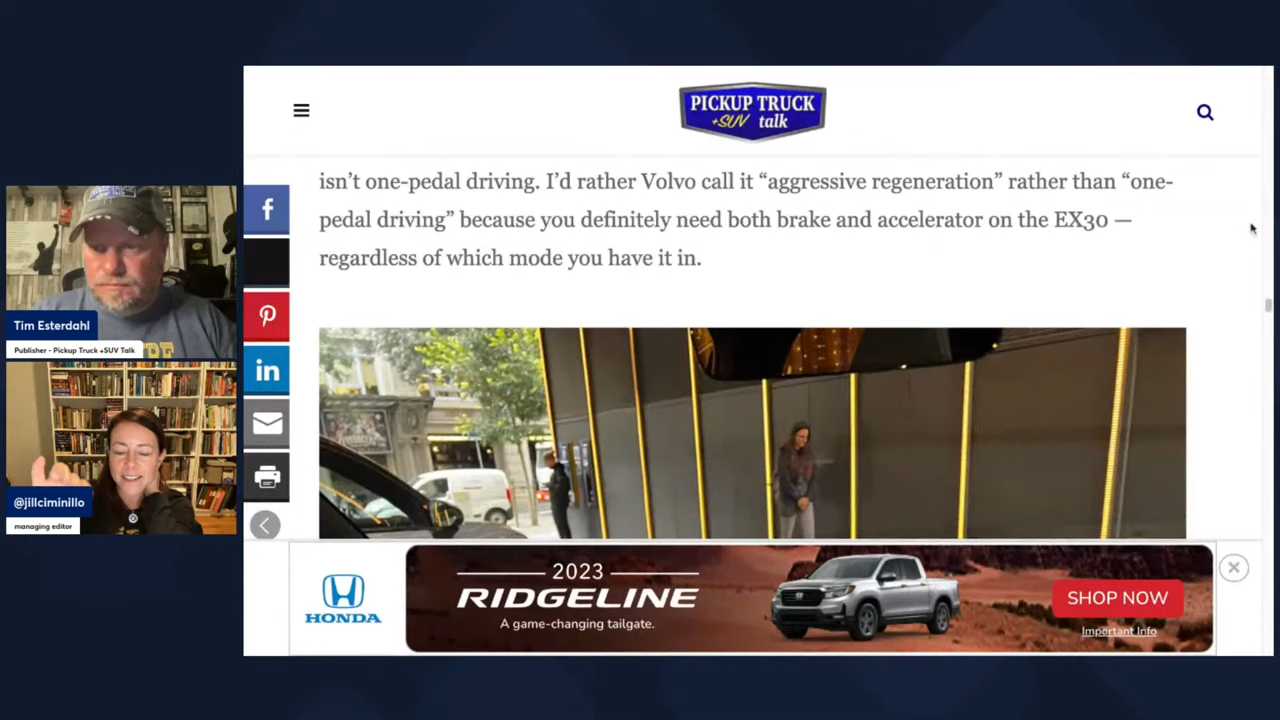 PICKUP TRUCK
+SUV talk
isn’t one-pedal driving. I’d rather Volvo call it “aggressive regeneration” rather than “one-
pedal driving” because you definitely need both brake and accelerator on the EX30 —
regardless of which mode you have it in.
Tim Esterdahl
Publisher - Pickup Truck +SUV Talk
@jillciminillo
managing editor
HONDA
2023
RIDGELINE
A game-changing tailgate.
SHOP NOW
Important Info